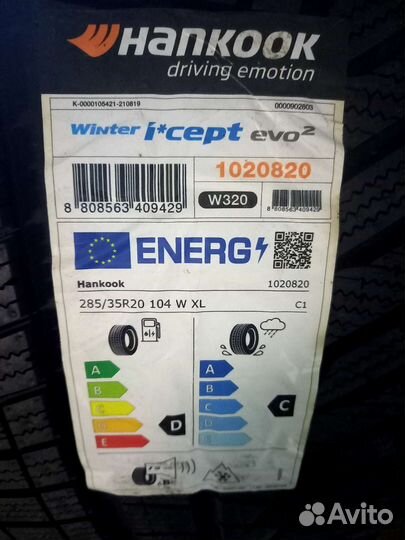 Hankook
driving emotion
K-0000106421-210819 0000902803
Winter i*cept evo²
1020820
8 808563 409429
W320
8 808563 409429
ENERG
Hankook 1020820
285/35R20 104 W XL C1
A A
B B
C C C
D D D
E E
Avito